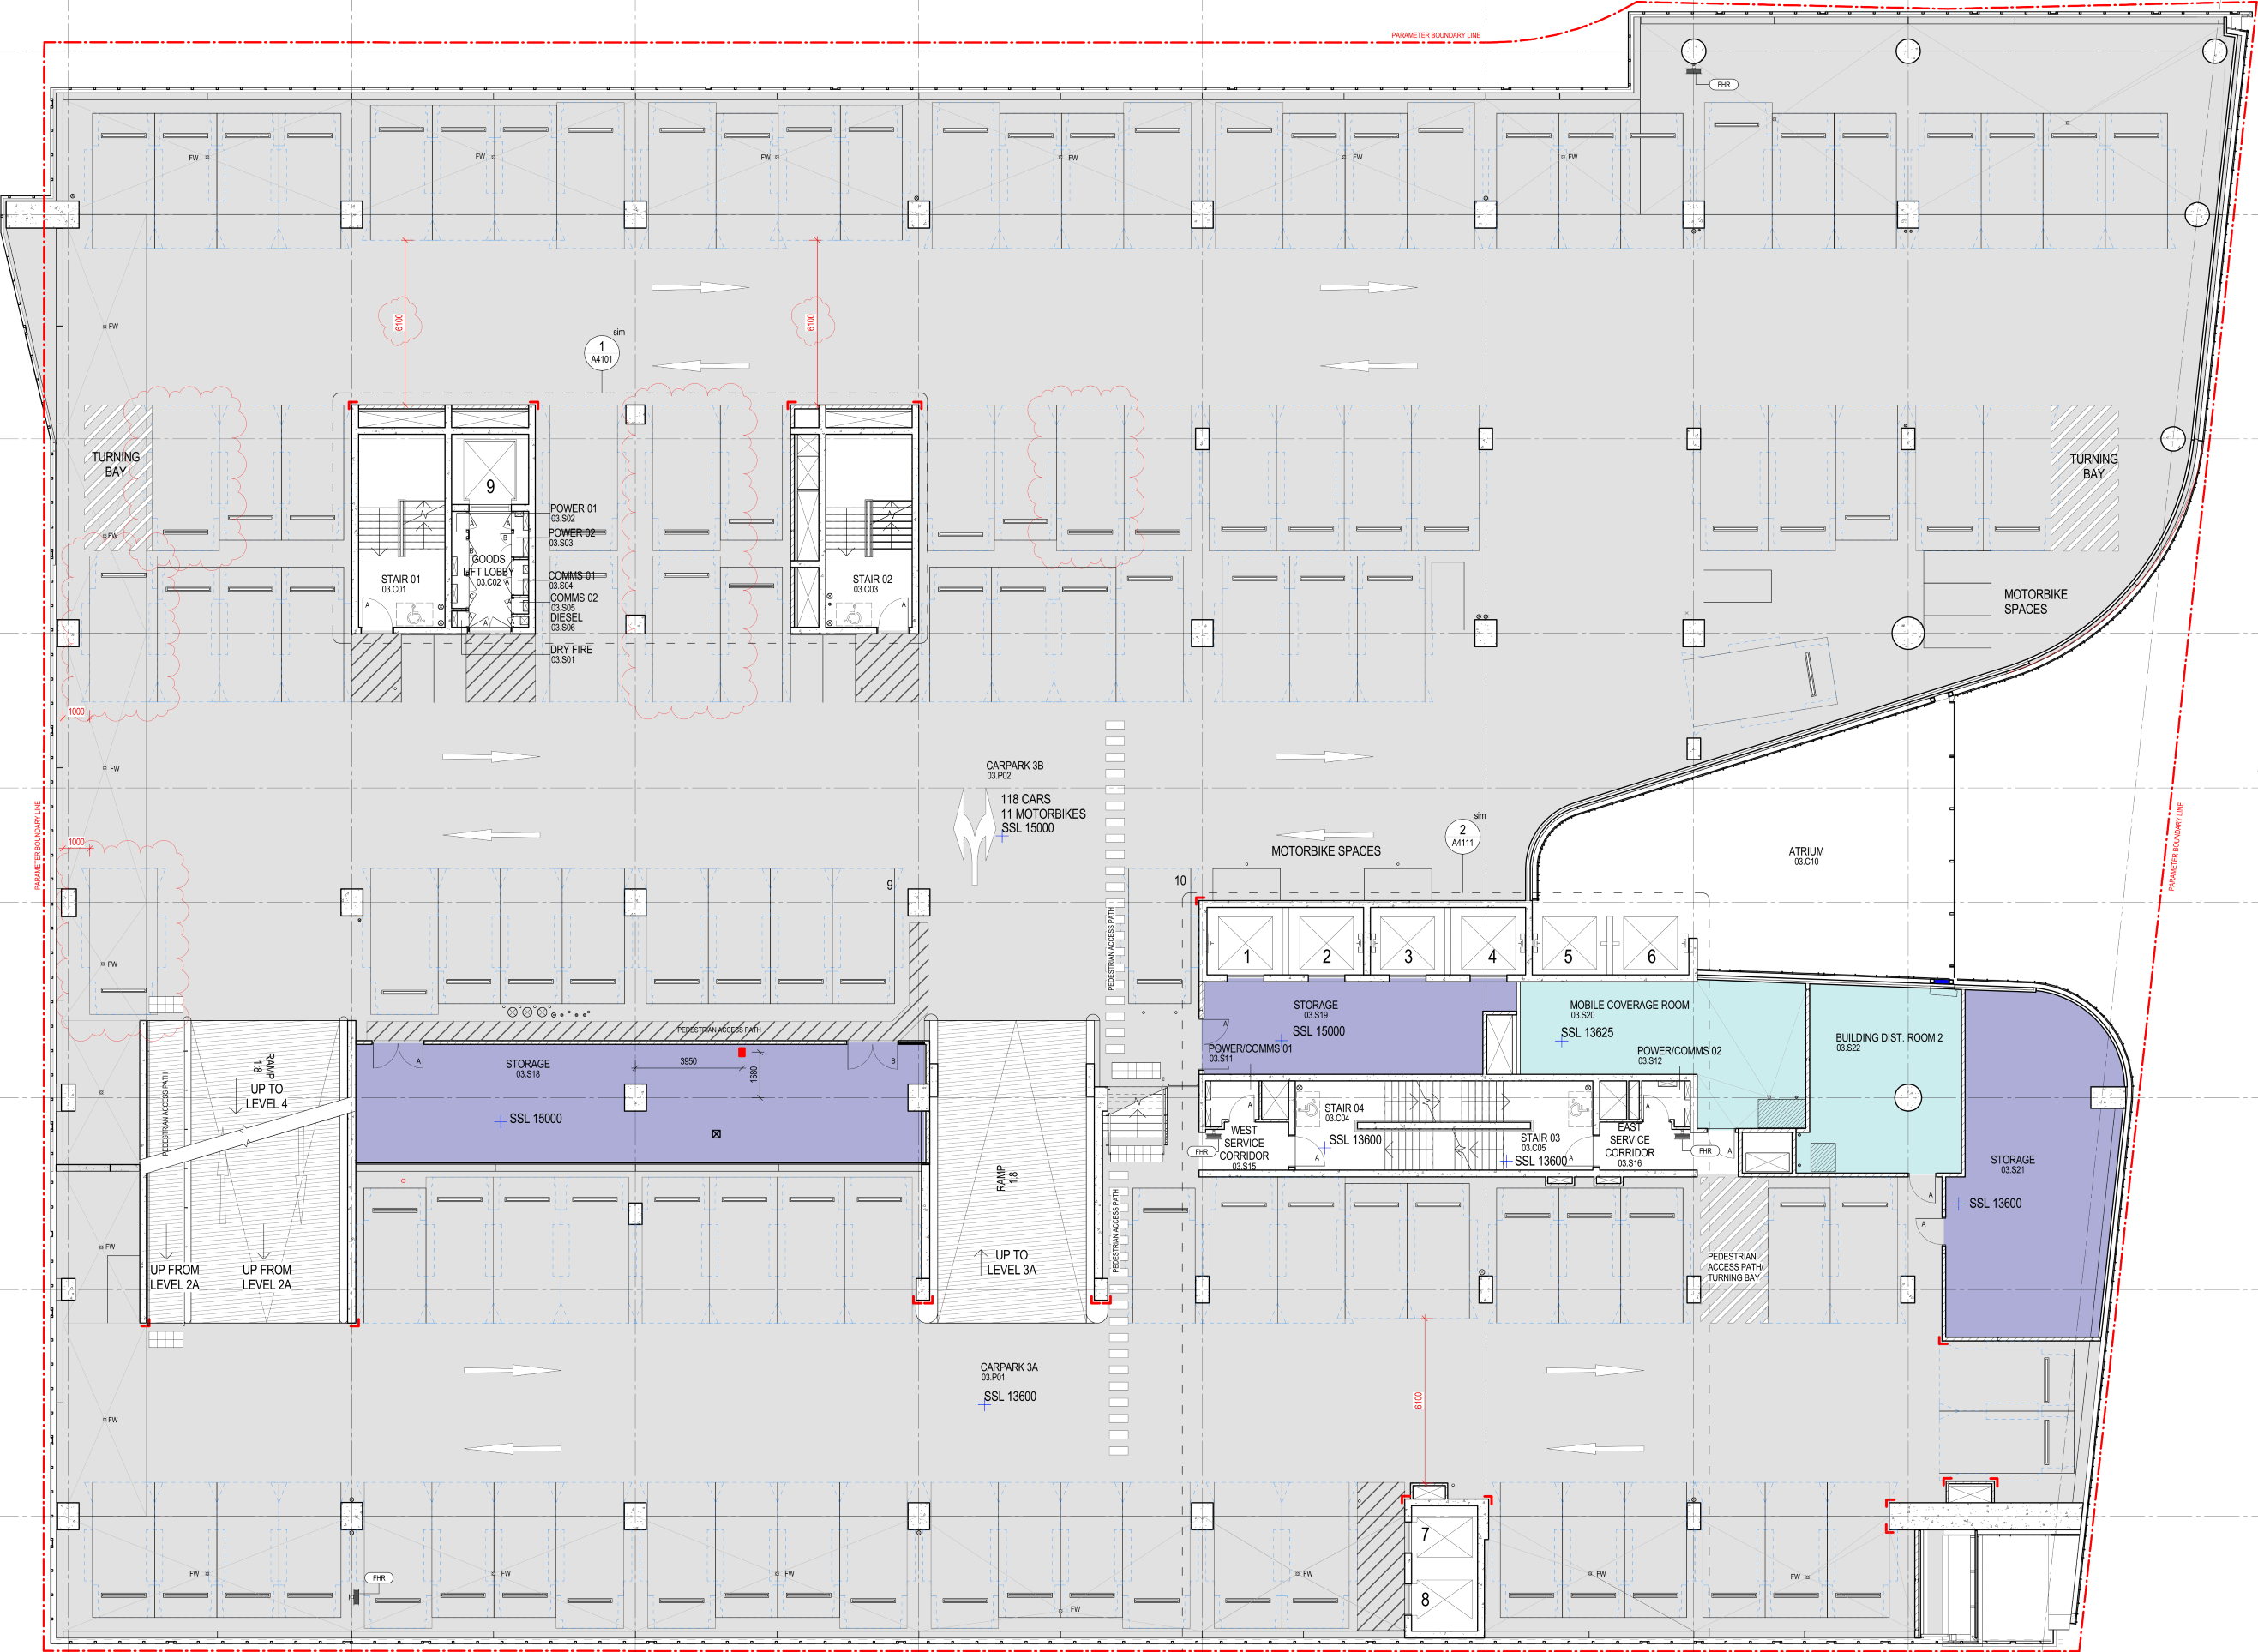 PARAMETER BOUNDARY LINE
FHR
FW
FW
FW
FW
FW
FW
FW
6100
6100
sim
1
A4101
TURNING
BAY
9
FW
POWER 01
03.S02
POWER 02
03.S03
GOODS
LIFT LOBBY
03.C02
COMMS 01
03.S04
COMMS 02
03.S05
DIESEL
03.S06
DRY FIRE
03.S01
STAIR 01
03.C01
A
A
A
B
B
A
C
A
A
A
A
STAIR 02
03.C03
A
TURNING
BAY
MOTORBIKE
SPACES
1000
FW
CARPARK 3B
03.P02
118 CARS
11 MOTORBIKES
SSL 15000
1000
PARAMETER BOUNDARY LINE
sim
2
A4111
MOTORBIKE SPACES
ATRIUM
03.C10
PARAMETER BOUNDARY LINE
9
10
PEDESTRIAN ACCESS PATH
FW
1
2
3
4
5
6
STORAGE
03.S19
SSL 15000
A
A
POWER/COMMS 01
03.S11
MOBILE COVERAGE ROOM
03.S20
SSL 13625
POWER/COMMS 02
03.S12
BUILDING DIST. ROOM 2
03.S22
PEDESTRIAN ACCESS PATH
RAMP
1:8
UP TO
LEVEL 4
PEDESTRIAN ACCESS PATH
A
STORAGE
03.S18
3950
1680
B
SSL 15000
A
STAIR 04
03.C04
SSL 13600
A
WEST
SERVICE
CORRIDOR
03.S15
FHR
STAIR 03
03.C05
SSL 13600
A
A
EAST
SERVICE
CORRIDOR
03.S16
FHR
A
STORAGE
03.S21
SSL 13600
A
A
RAMP
1:8
UP TO
LEVEL 3A
PEDESTRIAN ACCESS PATH
FW
UP FROM
LEVEL 2A
UP FROM
LEVEL 2A
PEDESTRIAN
ACCESS PATH/
TURNING BAY
CARPARK 3A
03.P01
SSL 13600
6100
FW
7
8
FW
FHR
FW
FW
FW
FW
FW
FW